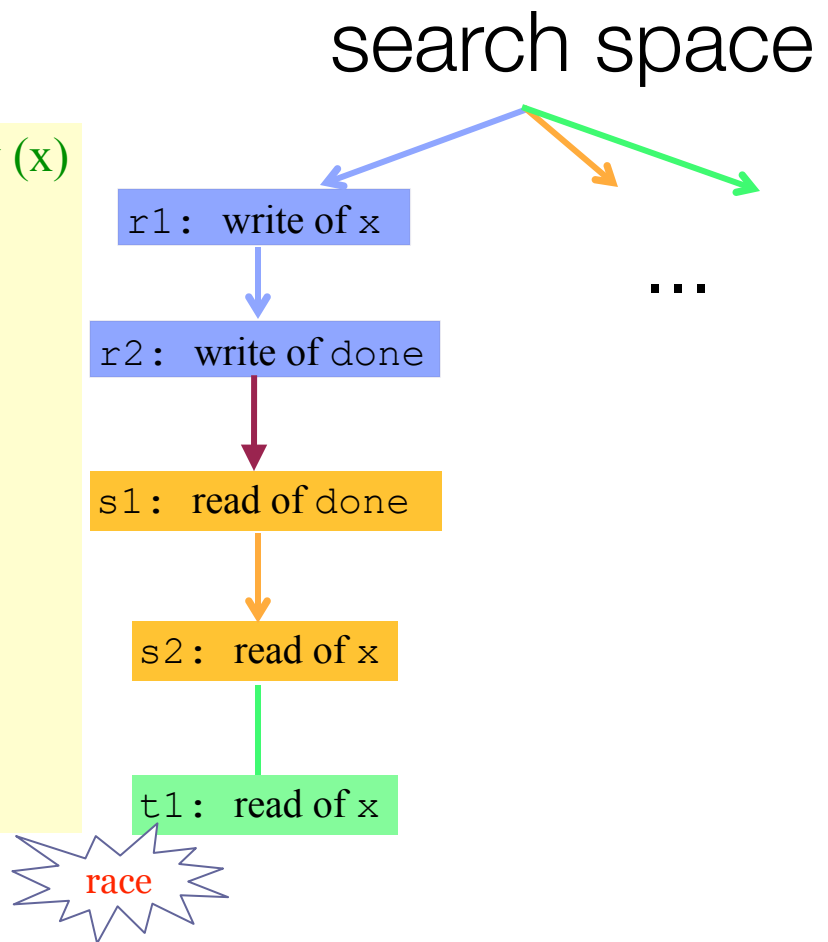 search space
(x)
r1: write of x
...
r2: write of done
s1: read of done
s2: read of x
t1: read of x
race